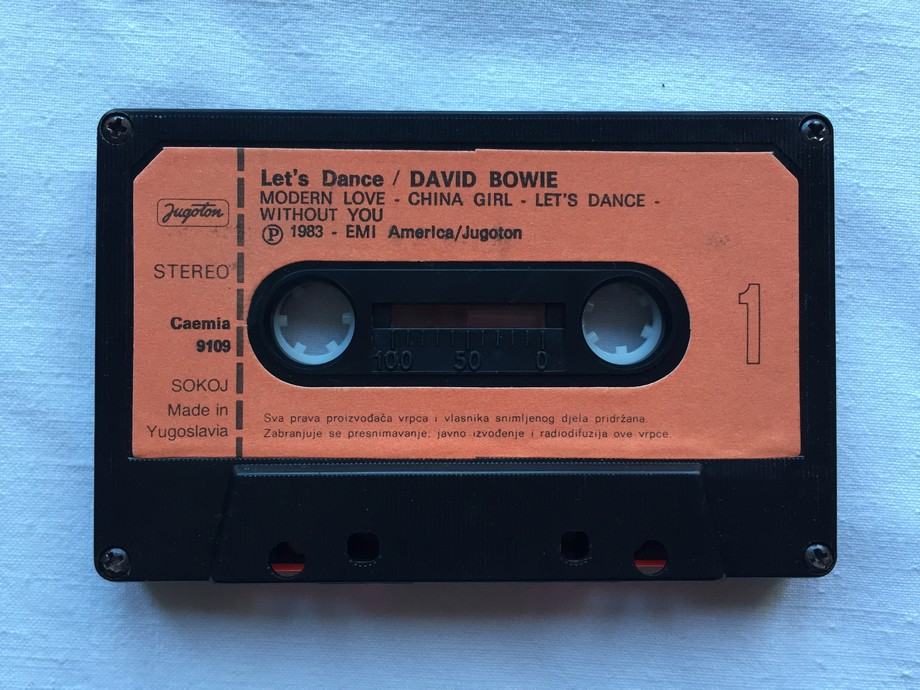 Let's Dance / DAVID BOWIE
MODERN LOVE - CHINA GIRL - LET'S DANCE -
WITHOUT YOU
Ⓟ 1983 - EMI America/Jugoton
Jugoton
STEREO
Caemia
9109
SOKOJ
Made in
Yugoslavia
100 50 0
1
Sva prava proizvođača vrpca i vlasnika snimljenog djela pridržana.
Zabranjuje se presnimavanje, javno izvođenje i radiodifuzija ove vrpce.